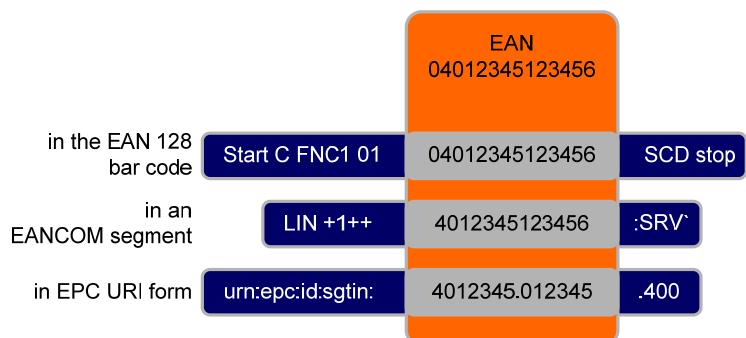 EAN
04012345123456
in the EAN 128
bar code
Start C FNC1 01 04012345123456 SCD stop
in an
EANCOM segment
LIN +1++ 4012345123456 :SRV`
in EPC URI form urn:epc:id:sgtin: 4012345.012345 .400